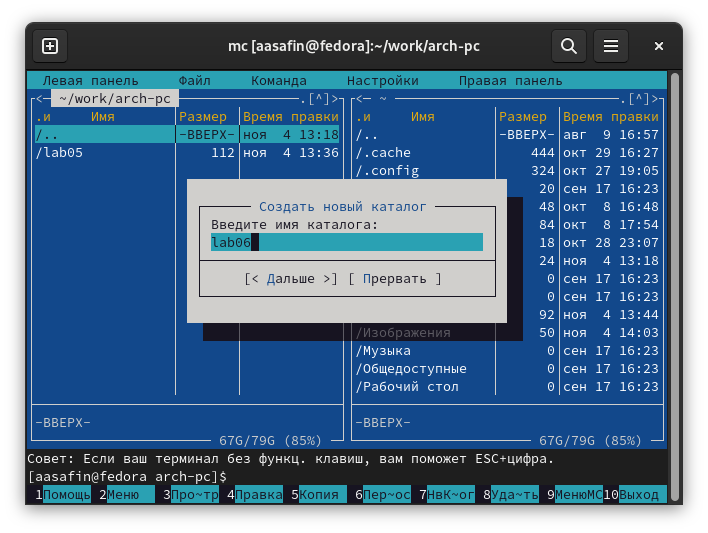 mc [aasafin@fedora]:~/work/arch-pc
Левая панель Файл Команда Настройки Правая панель
<─ ~/work/arch-pc .[^]> <─ ~ .[^]>
.и Имя Размер Время правки .и Имя Размер Время правки
/.. -ВВЕРХ- ноя 4 13:18 /.. -ВВЕРХ- авг 9 16:57
/lab05 112 ноя 4 13:36 /.cache 444 окт 29 16:27
/.config 324 окт 27 19:05
20 сен 17 16:23
Создать новый каталог 48 окт 8 16:48
Введите имя каталога: 84 окт 8 17:54
lab06 18 окт 28 23:07
24 ноя 4 13:18
[< Дальше >] [ Прервать ] 0 сен 17 16:23
0 сен 17 16:23
92 ноя 4 13:44
/Изображения 50 ноя 4 14:03
/Музыка 0 сен 17 16:23
/Общедоступные 0 сен 17 16:23
/Рабочий стол 0 сен 17 16:23
-ВВЕРХ- -ВВЕРХ-
67G/79G (85%) 67G/79G (85%)
Совет: Если ваш терминал без функц. клавиш, вам поможет ESC+цифра.
[aasafin@fedora arch-pc]$
1Помощь 2Меню 3Про~тр 4Правка 5Копия 6Пер~ос 7НвК~ог 8Уда~ть 9МенюMC 10Выход